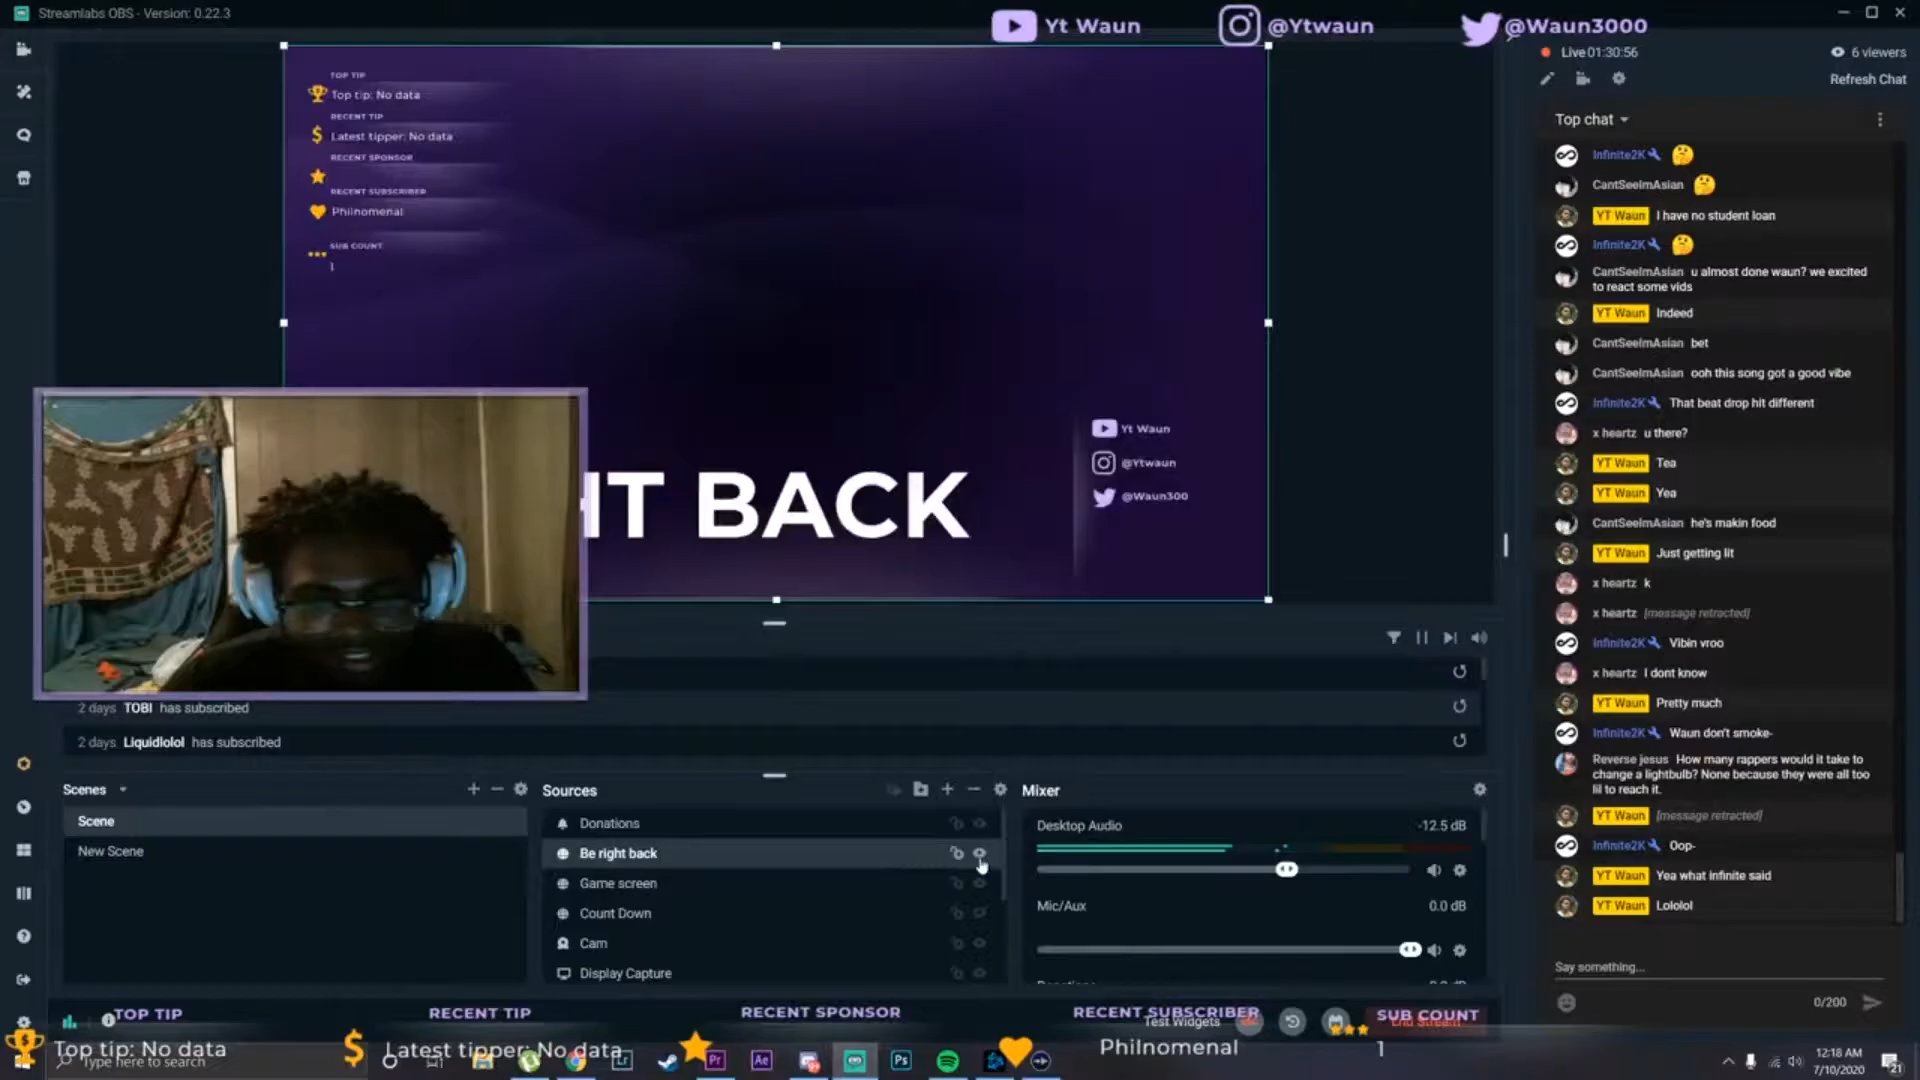 Streamlabs OBS - Version: 0.22.3
Yt Waun
@Ytwaun
@Waun3000
Live 01:30:56
6 viewers
Refresh Chat
TOP TIP
Top tip: No data
RECENT TIP
Latest tipper: No data
RECENT SPONSOR
RECENT SUBSCRIBER
Philnomenal
SUB COUNT
1
IT BACK
Yt Waun
@Ytwaun
@Waun300
Top chat
Infinite2K
CantSeeImAsian
YT Waun I have no student loan
Infinite2K
CantSeeImAsian u almost done waun? we excited
to react some vids
YT Waun Indeed
CantSeeImAsian bet
CantSeeImAsian ooh this song got a good vibe
Infinite2K That beat drop hit different
x heartz u there?
YT Waun Tea
YT Waun Yea
CantSeeImAsian he's makin food
YT Waun Just getting lit
x heartz k
x heartz [message retracted]
Infinite2K Vibin vroo
x heartz I dont know
YT Waun Pretty much
Infinite2K Waun don't smoke-
Reverse jesus How many rappers would it take to
change a lightbulb? None because they were all too
lil to reach it.
YT Waun [message retracted]
Infinite2K Oop-
YT Waun Yea what infinite said
YT Waun Lololol
Say something...
0/200
2 days TOBI has subscribed
2 days Liquidlolol has subscribed
Scenes
Scene
New Scene
Sources
Donations
Be right back
Game screen
Count Down
Cam
Display Capture
Mixer
Desktop Audio
-12.5 dB
Mic/Aux
0.0 dB
TOP TIP
Top tip: No data
RECENT TIP
Latest tipper: No data
RECENT SPONSOR
RECENT SUBSCRIBER
Philnomenal
Test Widgets
SUB COUNT
1
End Stream
Type here to search
Lr
Pr
Ae
Ps
12:18 AM
7/10/2020
21